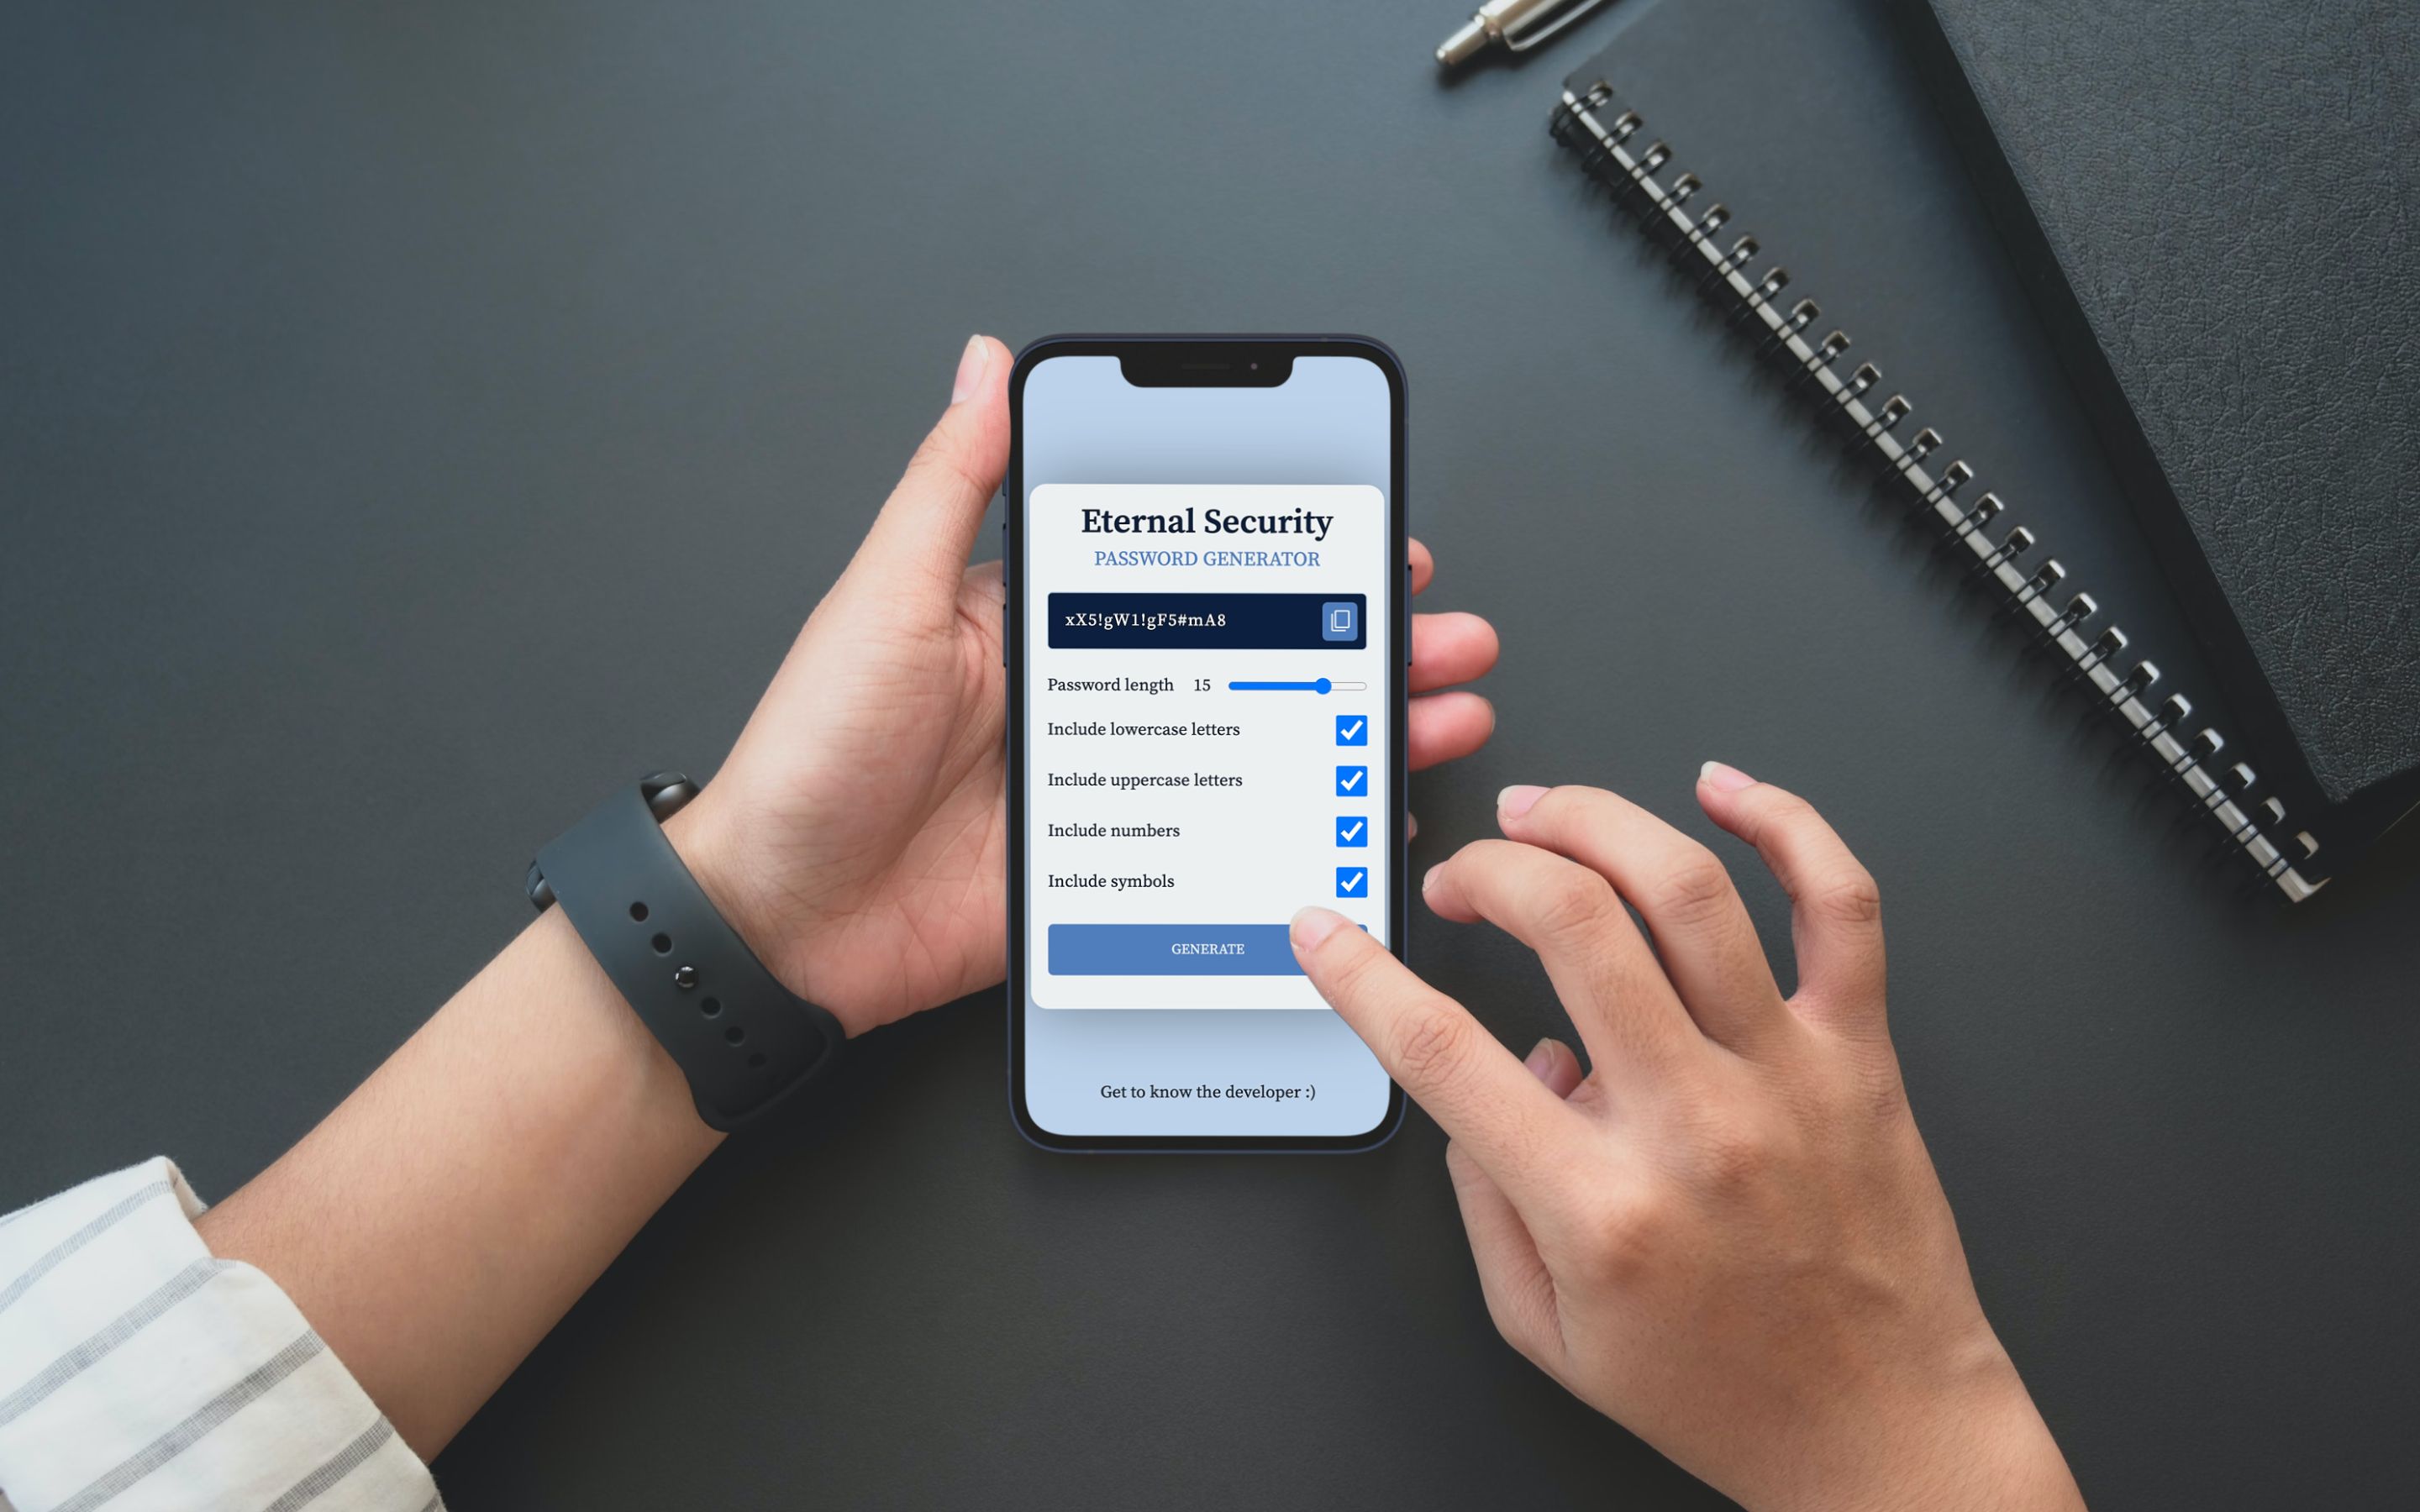 Eternal Security
PASSWORD GENERATOR
xX5!gW1!gF5#mA8
Password length 15
Include lowercase letters
Include uppercase letters
Include numbers
Include symbols
GENERATE
Get to know the developer :)